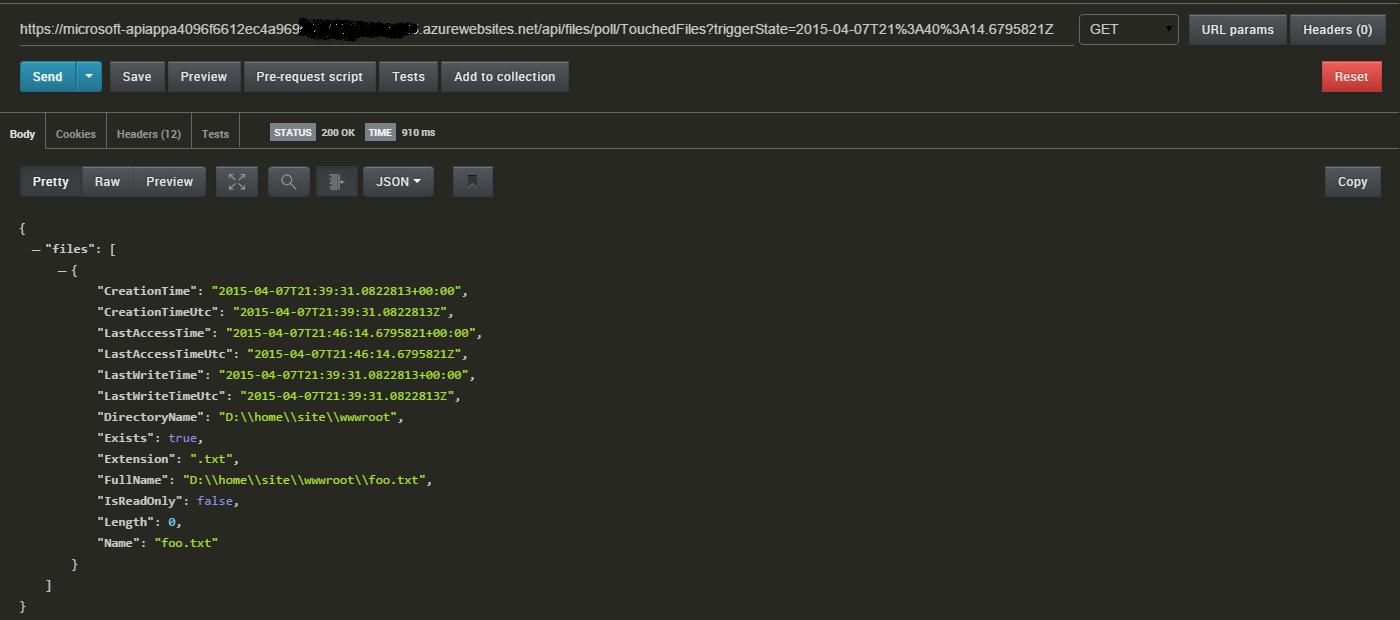 https://microsoft-apiappa4096f6612ec4a969 .azurewebsites.net/api/files/poll/TouchedFiles?triggerState=2015-04-07T21%3A40%3A14.6795821Z GET URL params Headers (0)
Send Save Preview Pre-request script Tests Add to collection Reset
Body Cookies Headers (12) Tests STATUS 200 OK TIME 910 ms
Pretty Raw Preview JSON Copy
{
— "files": [
— {
"CreationTime": "2015-04-07T21:39:31.0822813+00:00",
"CreationTimeUtc": "2015-04-07T21:39:31.0822813Z",
"LastAccessTime": "2015-04-07T21:46:14.6795821+00:00",
"LastAccessTimeUtc": "2015-04-07T21:46:14.6795821Z",
"LastWriteTime": "2015-04-07T21:39:31.0822813+00:00",
"LastWriteTimeUtc": "2015-04-07T21:39:31.0822813Z",
"DirectoryName": "D:\\home\\site\\wwwroot",
"Exists": true,
"Extension": ".txt",
"FullName": "D:\\home\\site\\wwwroot\\foo.txt",
"IsReadOnly": false,
"Length": 0,
"Name": "foo.txt"
}
]
}